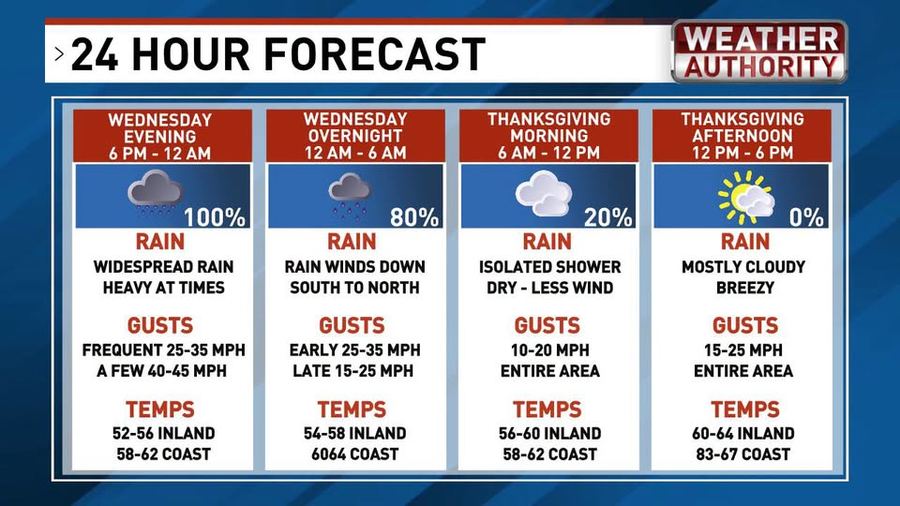 > 24 HOUR FORECAST
WEATHER
AUTHORITY
WEDNESDAY
EVENING
6 PM - 12 AM
100%
RAIN
WIDESPREAD RAIN
HEAVY AT TIMES
GUSTS
FREQUENT 25-35 MPH
A FEW 40-45 MPH
TEMPS
52-56 INLAND
58-62 COAST
WEDNESDAY
OVERNIGHT
12 AM - 6 AM
80%
RAIN
RAIN WINDS DOWN
SOUTH TO NORTH
GUSTS
EARLY 25-35 MPH
LATE 15-25 MPH
TEMPS
54-58 INLAND
6064 COAST
THANKSGIVING
MORNING
6 AM - 12 PM
20%
RAIN
ISOLATED SHOWER
DRY - LESS WIND
GUSTS
10-20 MPH
ENTIRE AREA
TEMPS
56-60 INLAND
58-62 COAST
THANKSGIVING
AFTERNOON
12 PM - 6 PM
0%
RAIN
MOSTLY CLOUDY
BREEZY
GUSTS
15-25 MPH
ENTIRE AREA
TEMPS
60-64 INLAND
83-67 COAST